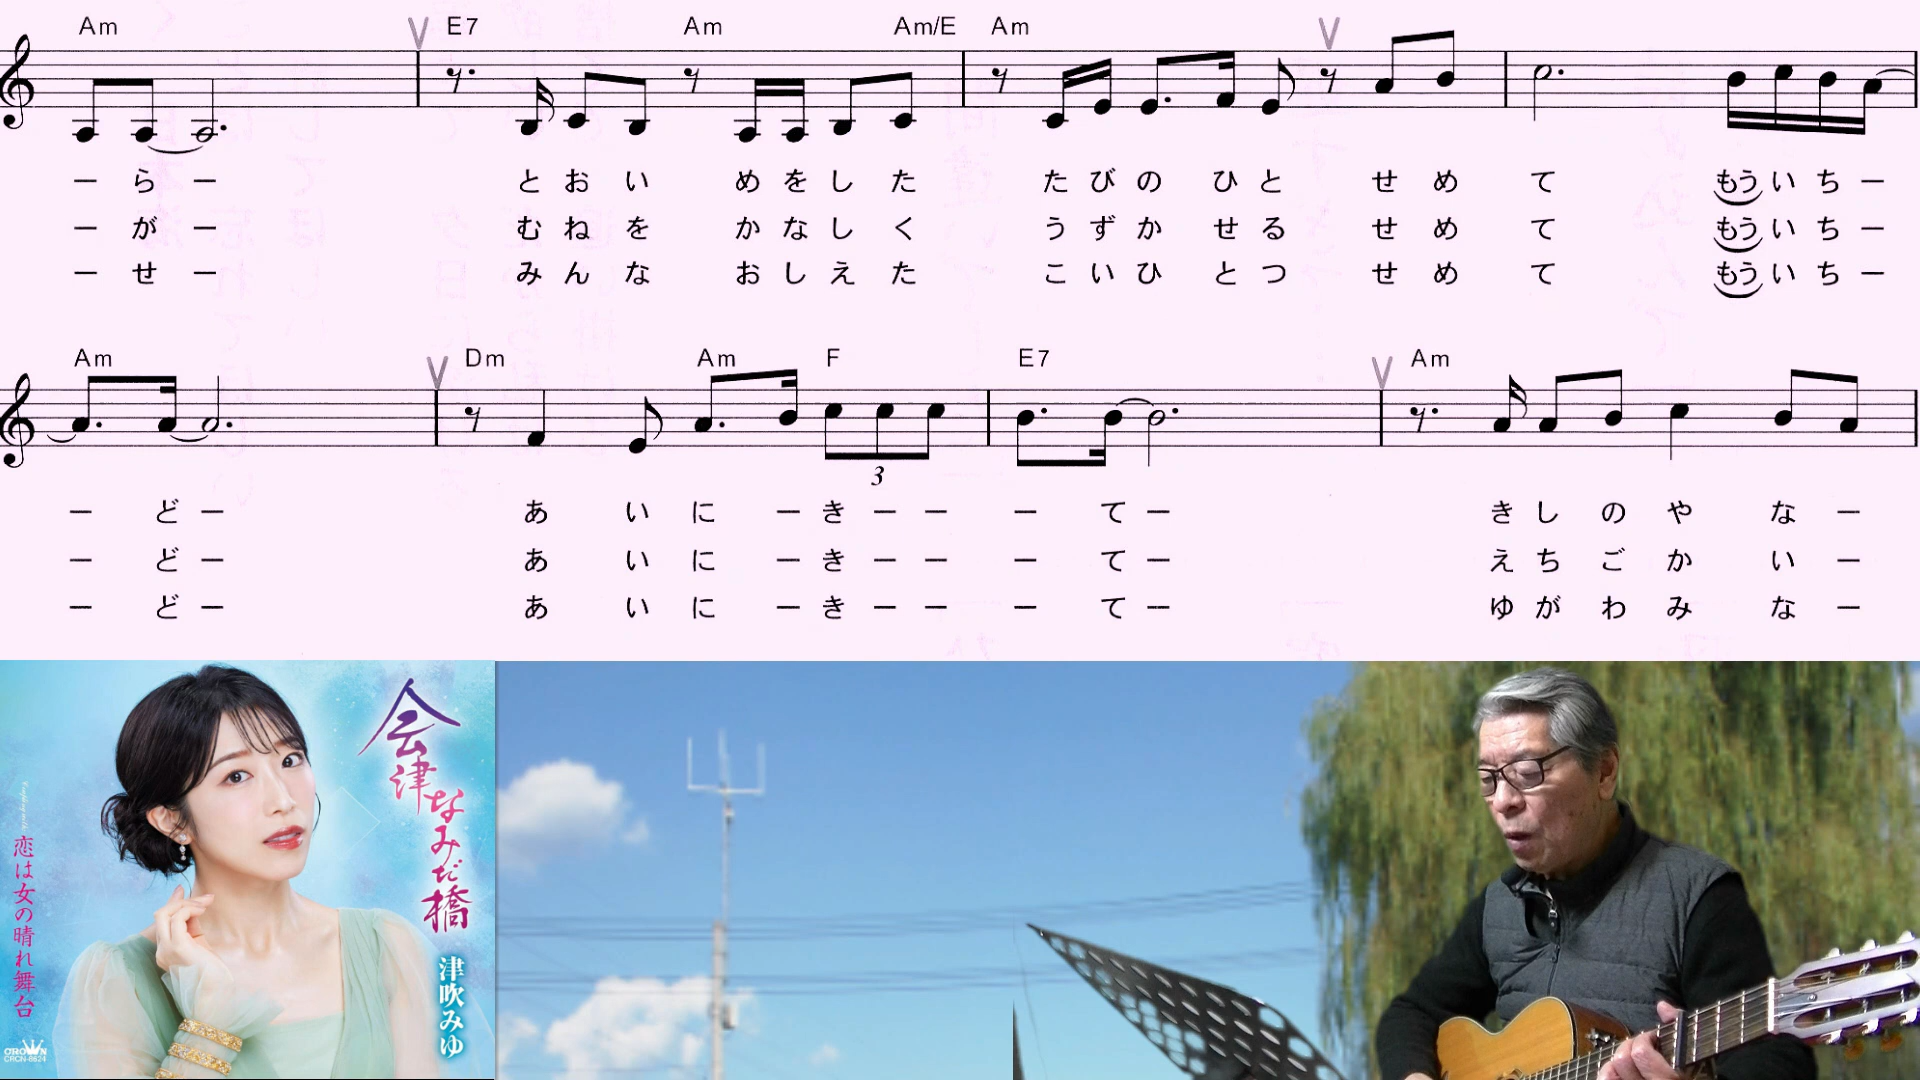 Am E7 Am Am/E Am
ー ら ー と お い め を し た た び の ひ と せ め て もう い ち ー
ー が ー む ね を か な し く う ず か せ る せ め て もう い ち ー
ー せ ー み ん な お し え た こ い ひ と つ せ め て もう い ち ー
Am Dm Am F E7 Am
3
ー ど ー あ い に ー き ー ー ー て ー き し の や な ー
ー ど ー あ い に ー き ー ー ー て ー え ち ご か い ー
ー ど ー あ い に ー き ー ー ー て ー ゆ が わ み な ー
会津なみだ橋
津吹みゆ
恋は女の晴れ舞台
CROWN
CRCN-8624